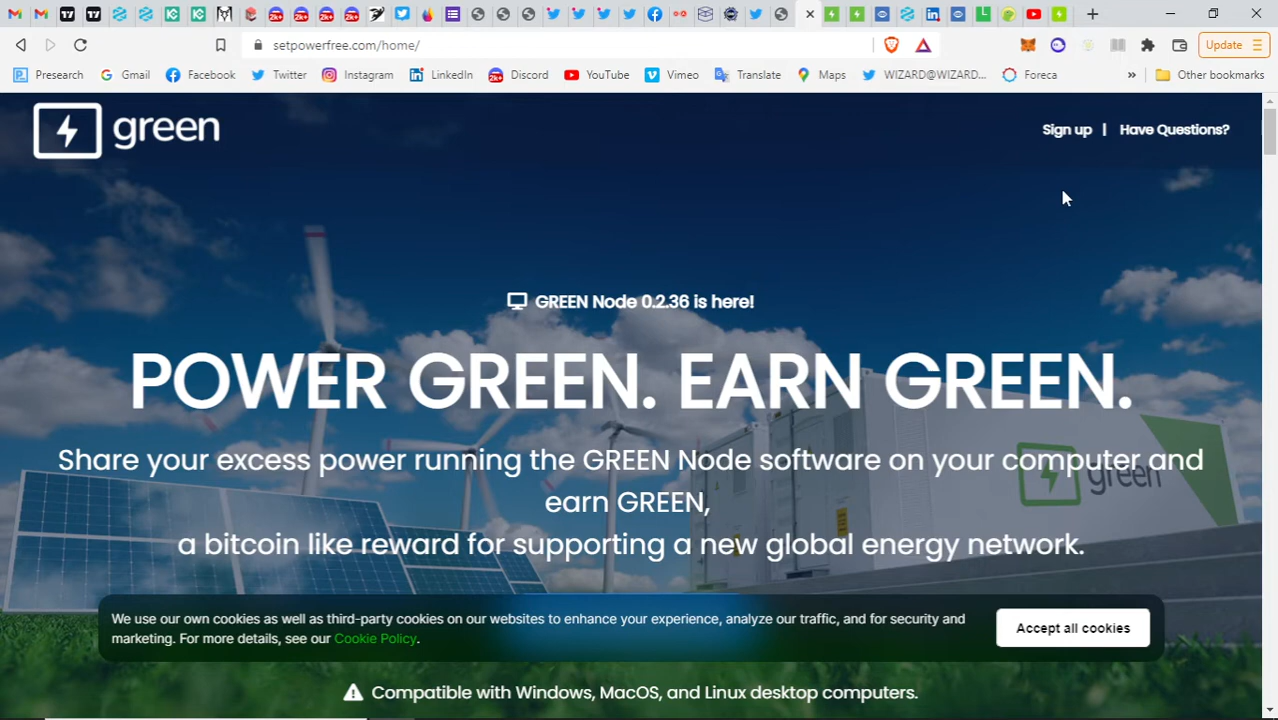 setpowerfree.com/home/
Update
Presearch
Gmail
Facebook
Twitter
Instagram
LinkedIn
Discord
YouTube
Vimeo
Translate
Maps
WIZARD@WIZARD...
Foreca
»
Other bookmarks
green
Sign up | Have Questions?
GREEN Node 0.2.36 is here!
POWER GREEN. EARN GREEN.
Share your excess power running the GREEN Node software on your computer and
earn GREEN,
a bitcoin like reward for supporting a new global energy network.
green
We use our own cookies as well as third-party cookies on our websites to enhance your experience, analyze our traffic, and for security and
marketing. For more details, see our Cookie Policy.
Accept all cookies
Compatible with Windows, MacOS, and Linux desktop computers.